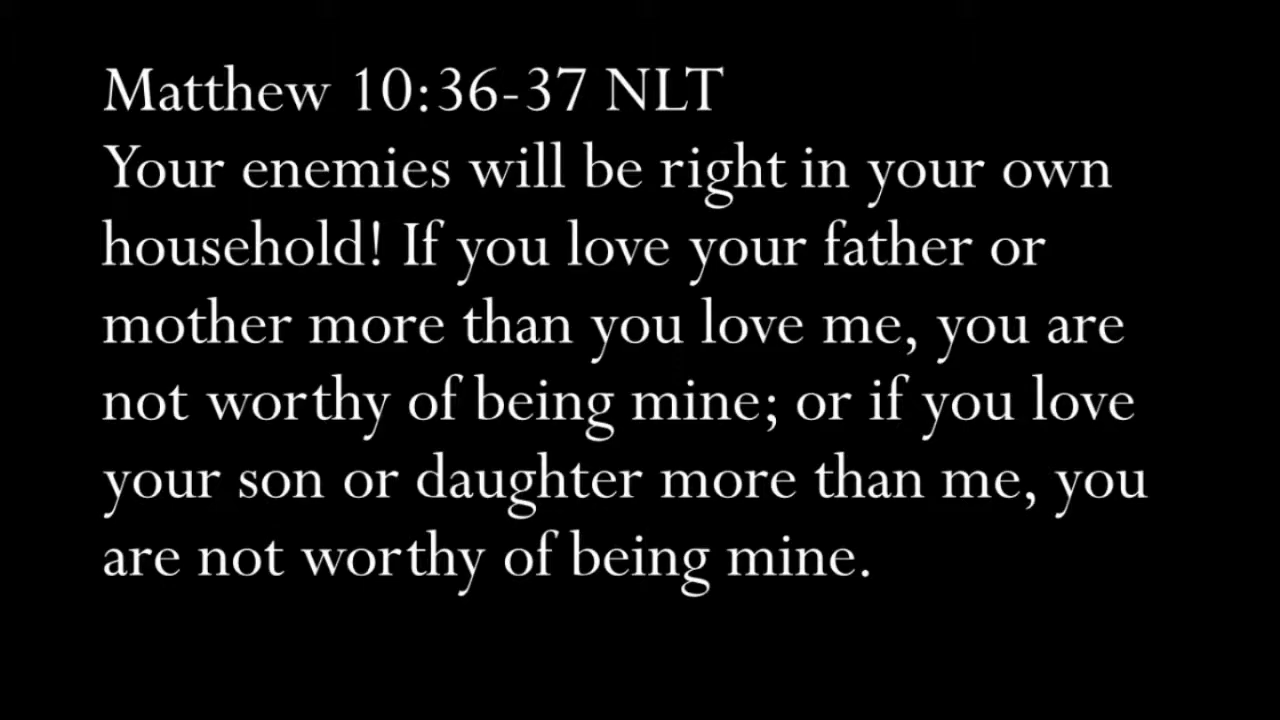 Matthew 10:36-37 NLT
Your enemies will be right in your own
household! If you love your father or
mother more than you love me, you are
not worthy of being mine; or if you love
your son or daughter more than me, you
are not worthy of being mine.